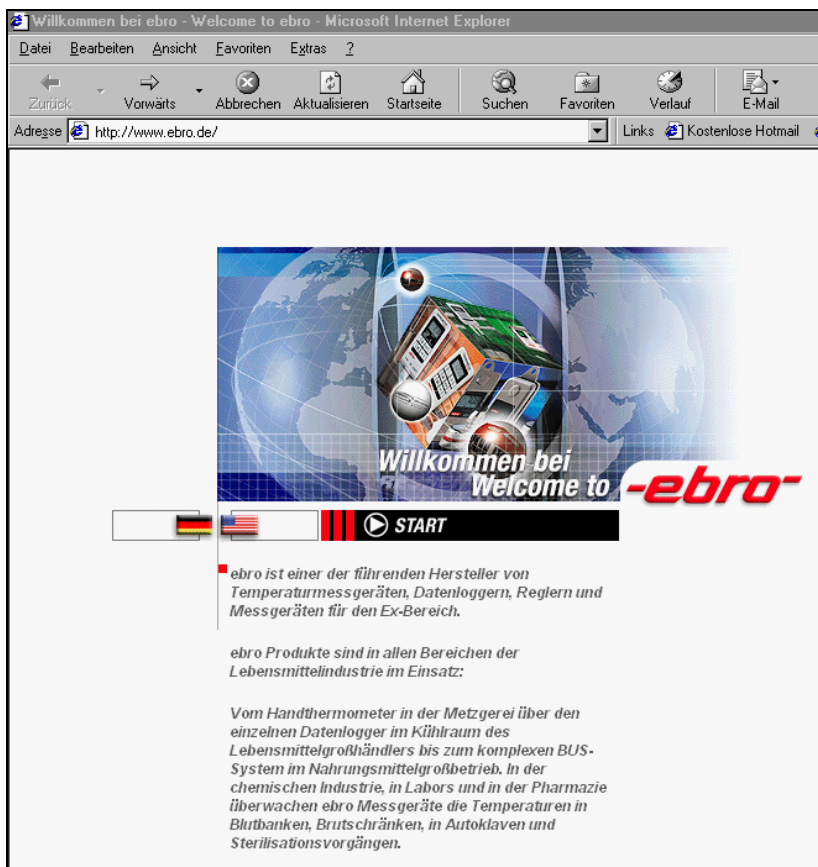 Willkommen bei ebro - Welcome to ebro - Microsoft Internet Explorer
Datei Bearbeiten Ansicht Favoriten Extras ?
Zurück Vorwärts Abbrechen Aktualisieren Startseite Suchen Favoriten Verlauf E-Mail
Adresse http://www.ebro.de/ Links Kostenlose Hotmail
Willkommen bei
Welcome to -ebro-
START
ebro ist einer der führenden Hersteller von
Temperaturmessgeräten, Datenloggern, Reglern und
Messgeräten für den Ex-Bereich.
ebro Produkte sind in allen Bereichen der
Lebensmittelindustrie im Einsatz:
Vom Handthermometer in der Metzgerei über den
einzelnen Datenlogger im Kühlraum des
Lebensmittelgroßhändlers bis zum komplexen BUS-
System im Nahrungsmittelgroßbetrieb. In der
chemischen Industrie, in Labors und in der Pharmazie
überwachen ebro Messgeräte die Temperaturen in
Blutbanken, Brutschränken, in Autoklaven und
Sterilisationsvorgängen.